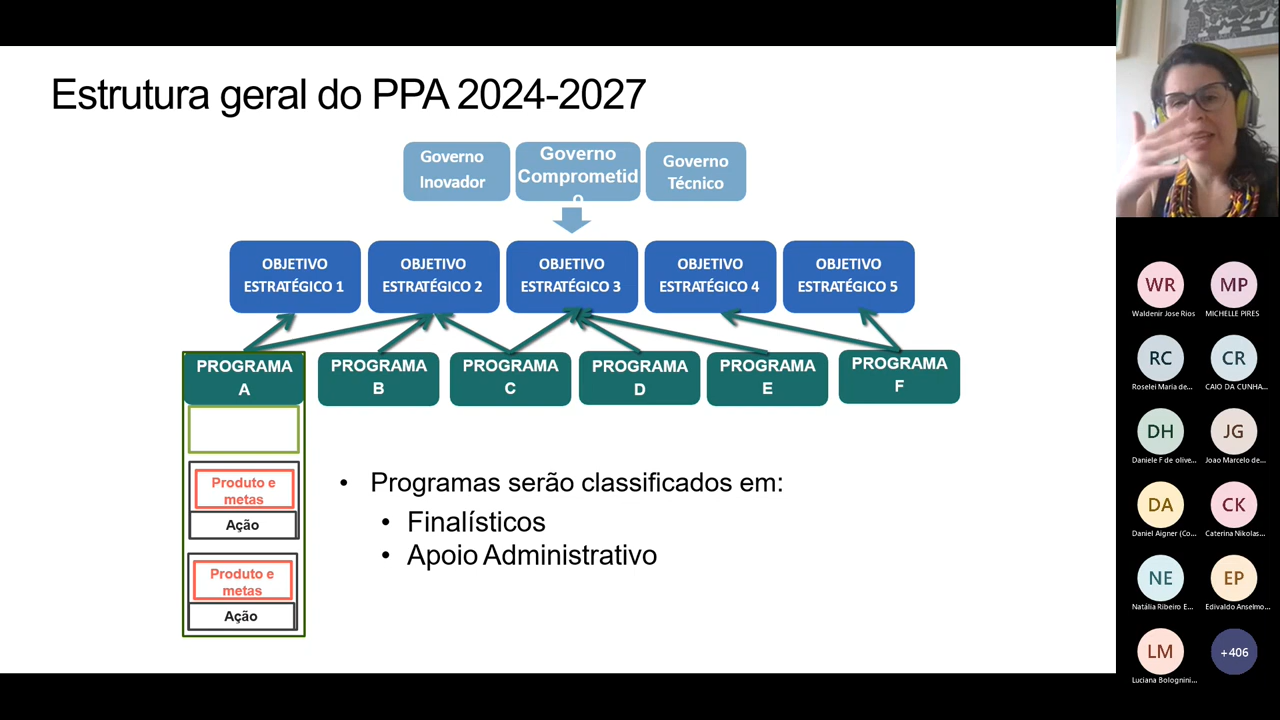 Estrutura geral do PPA 2024-2027
Governo
Inovador
Governo
Comprometid
o
Governo
Técnico
OBJETIVO
ESTRATÉGICO 1
OBJETIVO
ESTRATÉGICO 2
OBJETIVO
ESTRATÉGICO 3
OBJETIVO
ESTRATÉGICO 4
OBJETIVO
ESTRATÉGICO 5
PROGRAMA
A
PROGRAMA
B
PROGRAMA
C
PROGRAMA
D
PROGRAMA
E
PROGRAMA
F
Produto e
metas
Ação
Produto e
metas
Ação
• Programas serão classificados em:
• Finalísticos
• Apoio Administrativo
WR
Waldenir Jose Rios
MP
MICHELLE PIRES
RC
Roselei Maria de...
CR
CAIO DA CUNHA...
DH
Daniele F de olive...
JG
Joao Marcelo de...
DA
Daniel Aigner (Co...
CK
Caterina Nikolas...
NE
Natália Ribeiro E...
EP
Edivaldo Anselmo...
LM
Luciana Bolognini...
+406